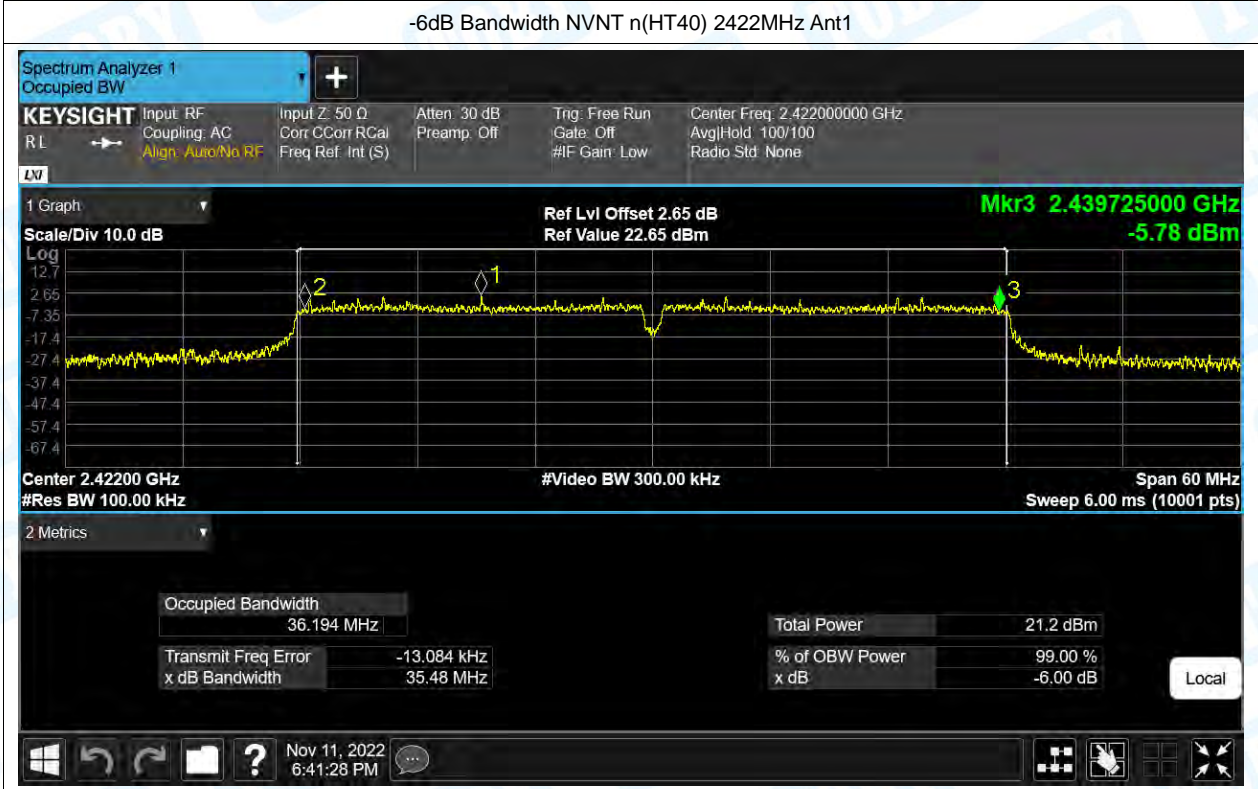 -6dB Bandwidth NVNT n(HT40) 2422MHz Ant1
Spectrum Analyzer 1
Occupied BW
+
KEYSIGHT Input: RF Input Z: 50 Ω Atten: 30 dB Trig: Free Run Center Freq: 2.422000000 GHz
R L Coupling: AC Corr CCorr RCal Preamp: Off Gate: Off Avg|Hold: 100/100
Align: Auto/No RF Freq Ref: Int (S) #IF Gain: Low Radio Std: None
LXI
1 Graph Ref Lvl Offset 2.65 dB Mkr3 2.439725000 GHz
Scale/Div 10.0 dB Ref Value 22.65 dBm -5.78 dBm
Log
12.7
2.65
-7.35
-17.4
-27.4
-37.4
-47.4
-57.4
-67.4
2
1
3
Center 2.42200 GHz #Video BW 300.00 kHz Span 60 MHz
#Res BW 100.00 kHz Sweep 6.00 ms (10001 pts)
2 Metrics
Occupied Bandwidth
36.194 MHz Total Power 21.2 dBm
Transmit Freq Error -13.084 kHz % of OBW Power 99.00 %
x dB Bandwidth 35.48 MHz x dB -6.00 dB
Local
? Nov 11, 2022
6:41:28 PM